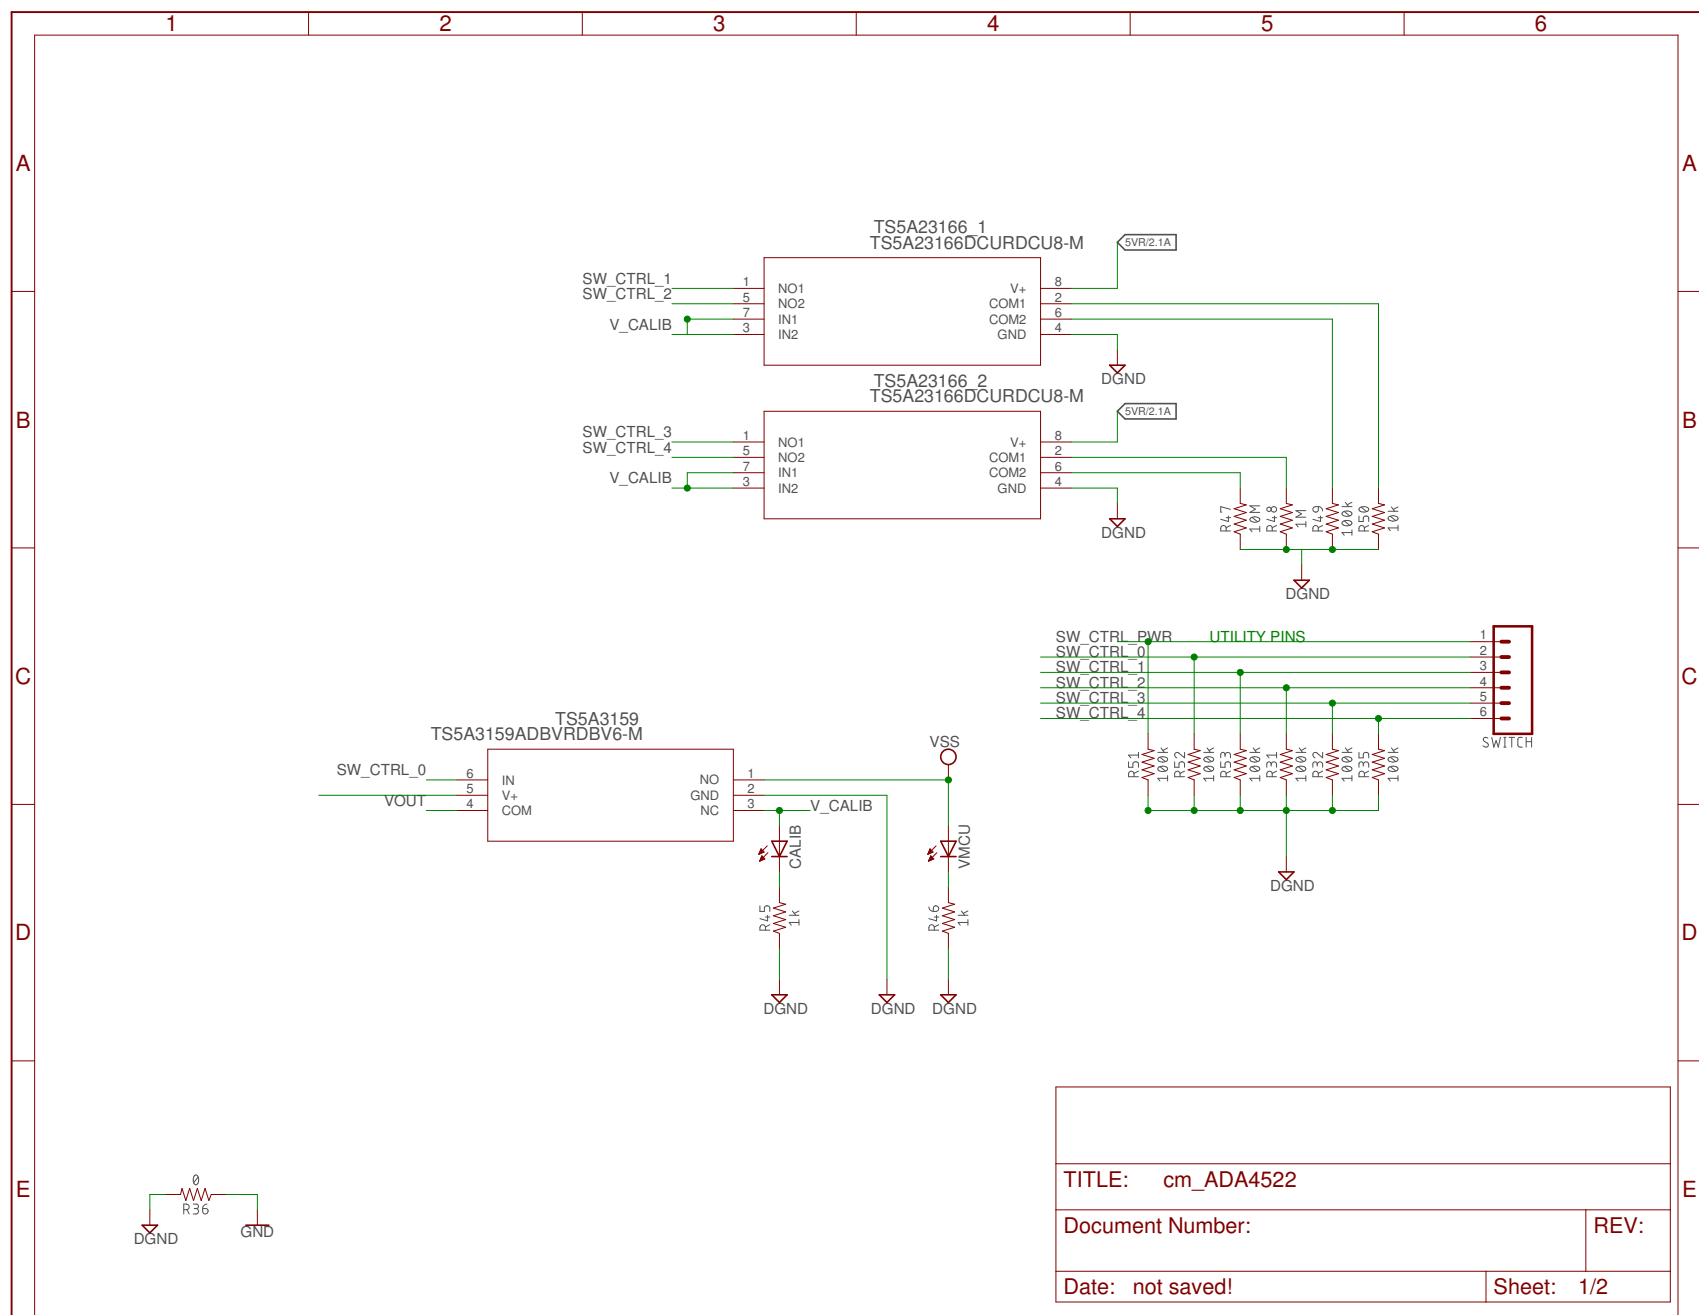 1 2 3 4 5 6
A A
TS5A23166_1
TS5A23166DCURDCU8-M
5VR/2.1A
SW_CTRL_1 1 NO1 V+ 8
SW_CTRL_2 5 NO2 COM1 2
V_CALIB 7 IN1 COM2 6
3 IN2 GND 4
DGND
TS5A23166_2
TS5A23166DCURDCU8-M
5VR/2.1A
B B
SW_CTRL_3 1 NO1 V+ 8
SW_CTRL_4 5 NO2 COM1 2
V_CALIB 7 IN1 COM2 6
3 IN2 GND 4
DGND
R47 10M R48 1M R49 100k R50 10k
DGND
SW_CTRL_PWR UTILITY PINS 1
SW_CTRL_0 2
SW_CTRL_1 3
SW_CTRL_2 4
SW_CTRL_3 5
SW_CTRL_4 6
SWITCH
C C
R51 100k R52 100k R53 100k R31 100k R32 100k R35 100k
DGND
TS5A3159
TS5A3159ADBVRDBV6-M
VSS
SW_CTRL_0 6 IN NO 1
5 V+ GND 2
VOUT 4 COM NC 3 V_CALIB
CALIB VMCU
D D
R45 1k R46 1k
DGND DGND DGND
E E
0
R36
DGND GND
TITLE: cm_ADA4522
Document Number: REV:
Date: not saved! Sheet: 1/2